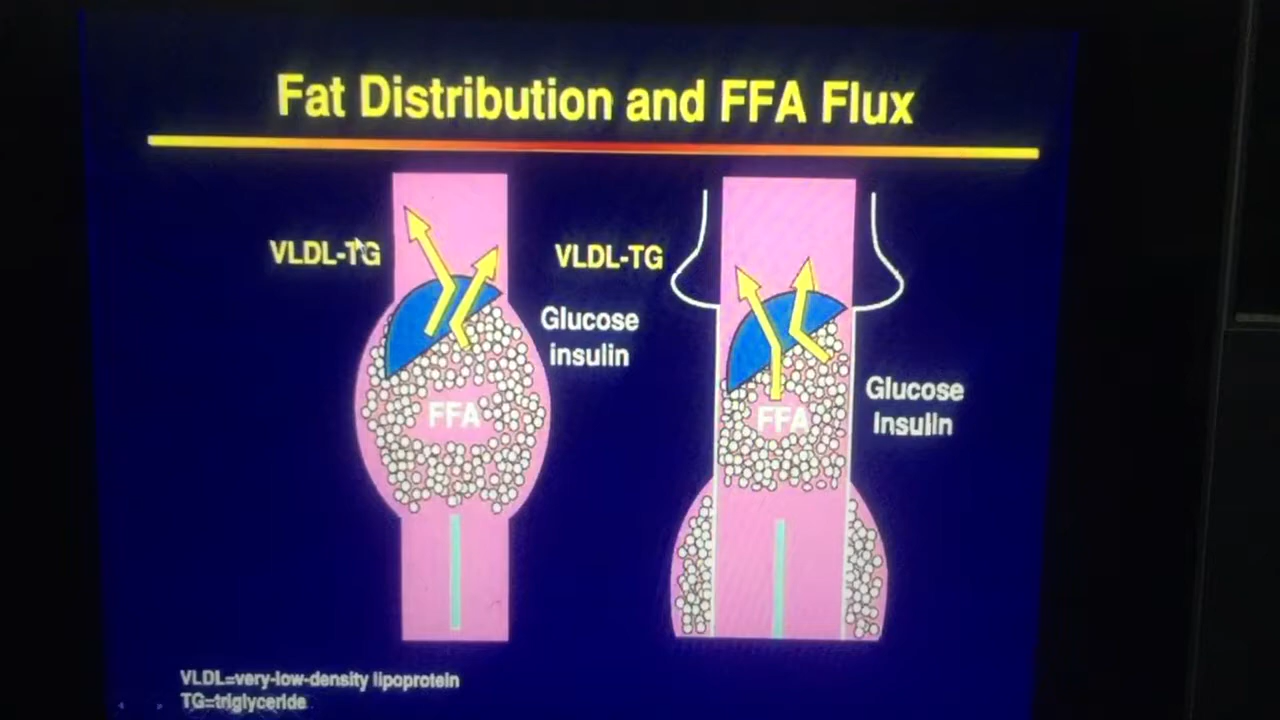 Fat Distribution and FFA Flux
VLDL-TG
VLDL-TG
Glucose
insulin
Glucose
Insulin
FFA
FFA
VLDL=very-low-density lipoprotein
TG=triglyceride